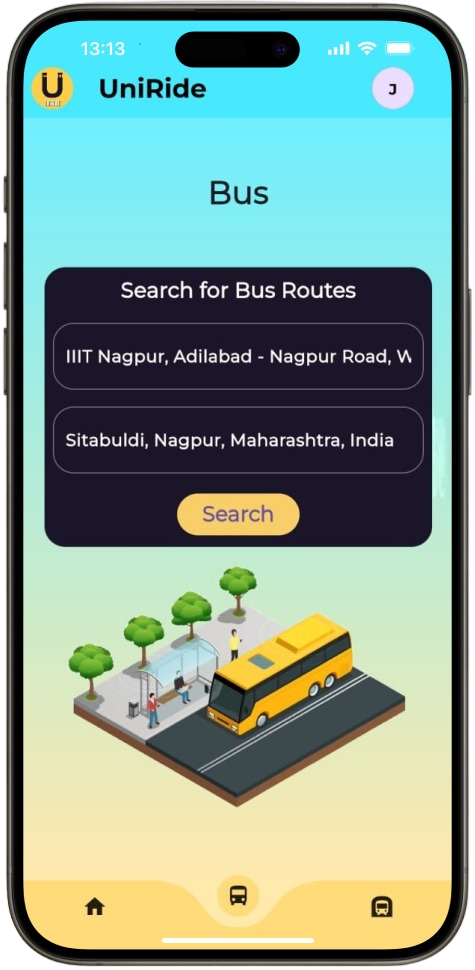 13:13
U
UniRide
J
Bus
Search for Bus Routes
IIIT Nagpur, Adilabad - Nagpur Road, W
Sitabuldi, Nagpur, Maharashtra, India
Search